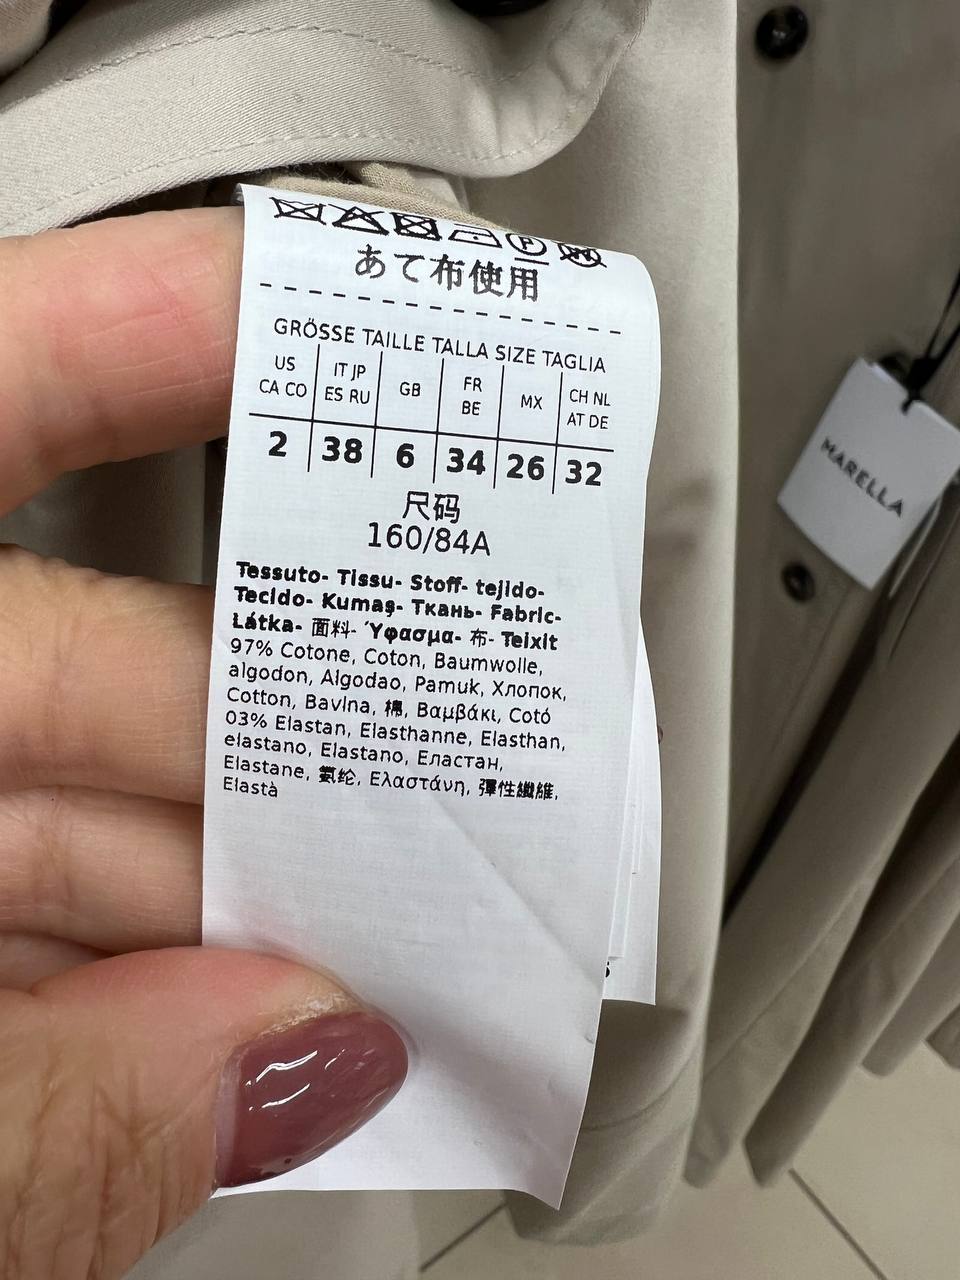 あて布使用
GRÖSSE TAILLE TALLA SIZE TAGLIA
US CA CO | IT JP ES RU | GB | FR BE | MX | CH NL AT DE
2 | 38 | 6 | 34 | 26 | 32
尺码
160/84A
Tessuto- Tissu- Stoff- tejido-
Tecido- Kumaş- Ткань- Fabric-
Látka- 面料- Ύφασμα- 布- Teixit
97% Cotone, Coton, Baumwolle,
algodon, Algodao, Pamuk, Хлопок,
Cotton, Bavlna, 棉, Βαμβάκι, Cotó
03% Elastan, Elasthanne, Elasthan,
elastano, Elastano, Еластан,
Elastane, 氨纶, Ελαστάνη, 彈性纖維,
Elastà
MARELLA